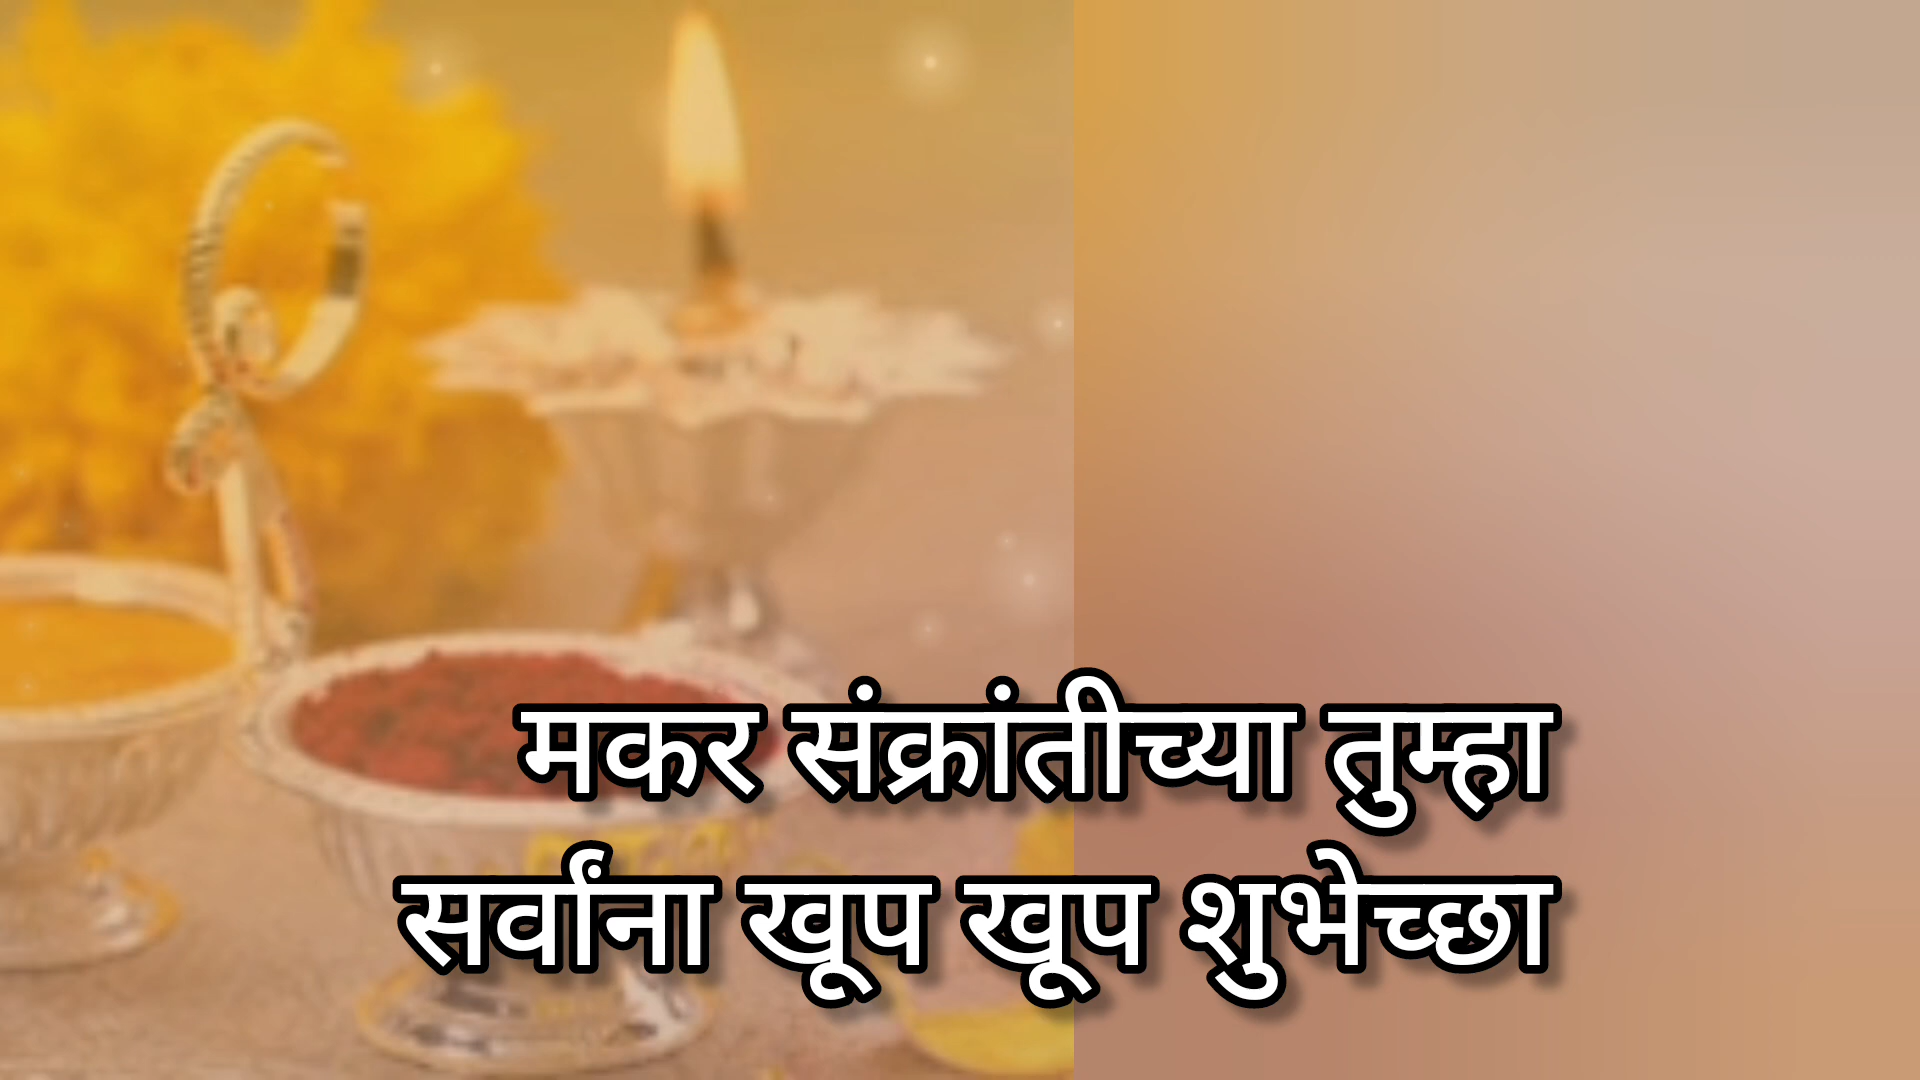 मकर संक्रांतीच्या तुम्हा
सर्वांना खूप खूप शुभेच्छा